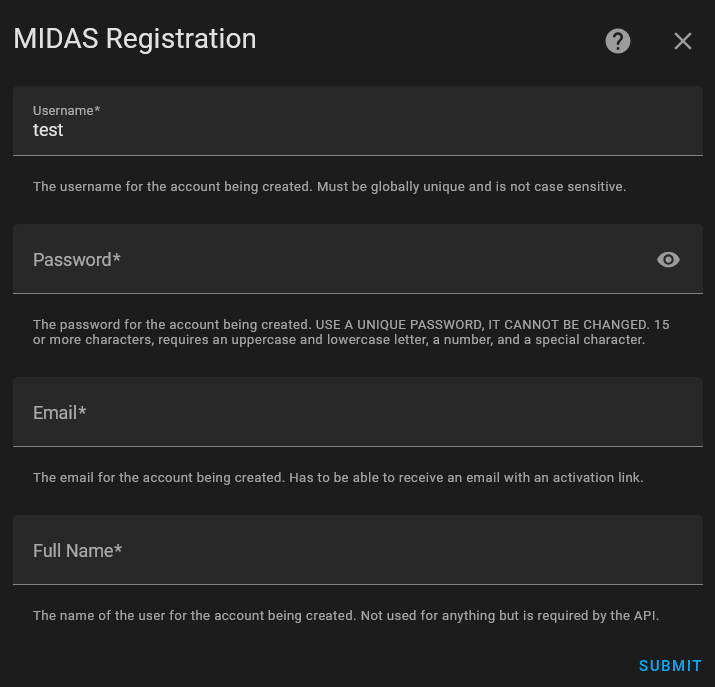 MIDAS Registration
Username*
test
The username for the account being created. Must be globally unique and is not case sensitive.
Password*
The password for the account being created. USE A UNIQUE PASSWORD, IT CANNOT BE CHANGED. 15
or more characters, requires an uppercase and lowercase letter, a number, and a special character.
Email*
The email for the account being created. Has to be able to receive an email with an activation link.
Full Name*
The name of the user for the account being created. Not used for anything but is required by the API.
SUBMIT